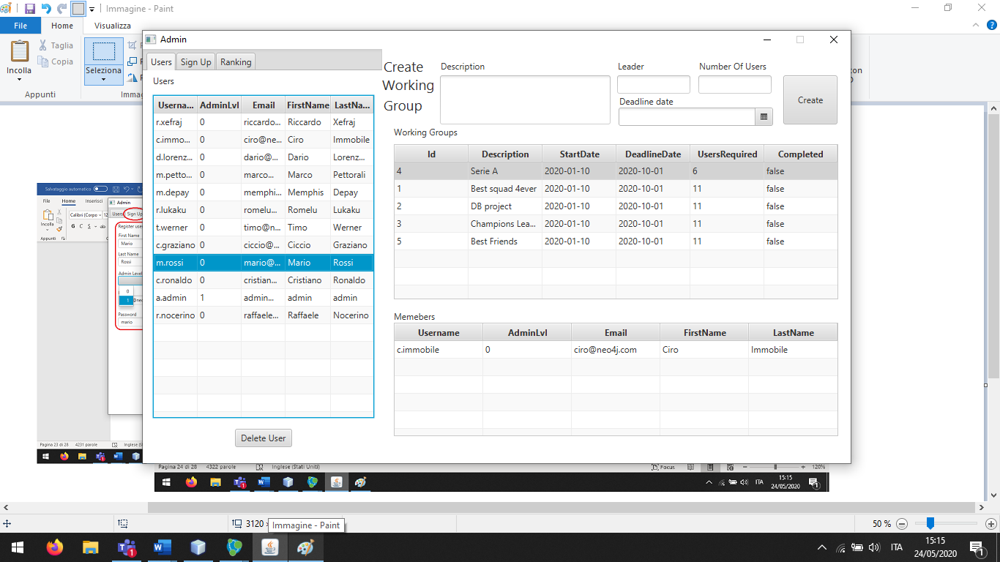 Immagine - Paint
File Home Visualizza
Incolla
Taglia
Copia
Seleziona
Appunti
Admin
Users Sign Up Ranking
Users
Userna... AdminLvl Email FirstName LastNa...
r.xefraj 0 riccardo... Riccardo Xefraj
c.immo... 0 ciro@ne... Ciro Immobile
d.lorenz... 0 dario@... Dario Lorenz...
m.petto... 0 marco... Marco Pettorali
m.depay 0 memphi... Memphis Depay
r.lukaku 0 romelu... Romelu Lukaku
t.werner 0 timo@n... Timo Werner
c.graziano 0 ciccio@... Ciccio Graziano
m.rossi 0 mario@... Mario Rossi
c.ronaldo 0 cristian... Cristiano Ronaldo
a.admin 1 admin... admin admin
r.nocerino 0 raffaele... Raffaele Nocerino
Delete User
Create
Working
Group
Description
Leader
Number Of Users
Deadline date
Create
Working Groups
Id Description StartDate DeadlineDate UsersRequired Completed
4 Serie A 2020-01-10 2020-10-01 6 false
1 Best squad 4ever 2020-01-10 2020-10-01 11 false
2 DB project 2020-01-10 2020-10-01 11 false
3 Champions Lea... 2020-01-10 2020-10-01 11 false
5 Best Friends 2020-01-10 2020-10-01 11 false
Memebers
Username AdminLvl Email FirstName LastName
c.immobile 0 ciro@neo4j.com Ciro Immobile
Salvataggio automatico
File Home Inserisci
Calibri (Corpo 12
Incolla
G C S ab
Appunti
Admin
Users Sign Up
Register use
First Name
Mario
Last Name
Rossi
Admin Level
0
1
Password
mario
Pagina 23 di 28 4231 parole Inglese (S
Pagina 24 di 28 4322 parole Inglese (Stati Uniti) Focus 120%
ITA 15:15
24/05/2020
3120
Immagine - Paint
50 %
ITA 15:15
24/05/2020